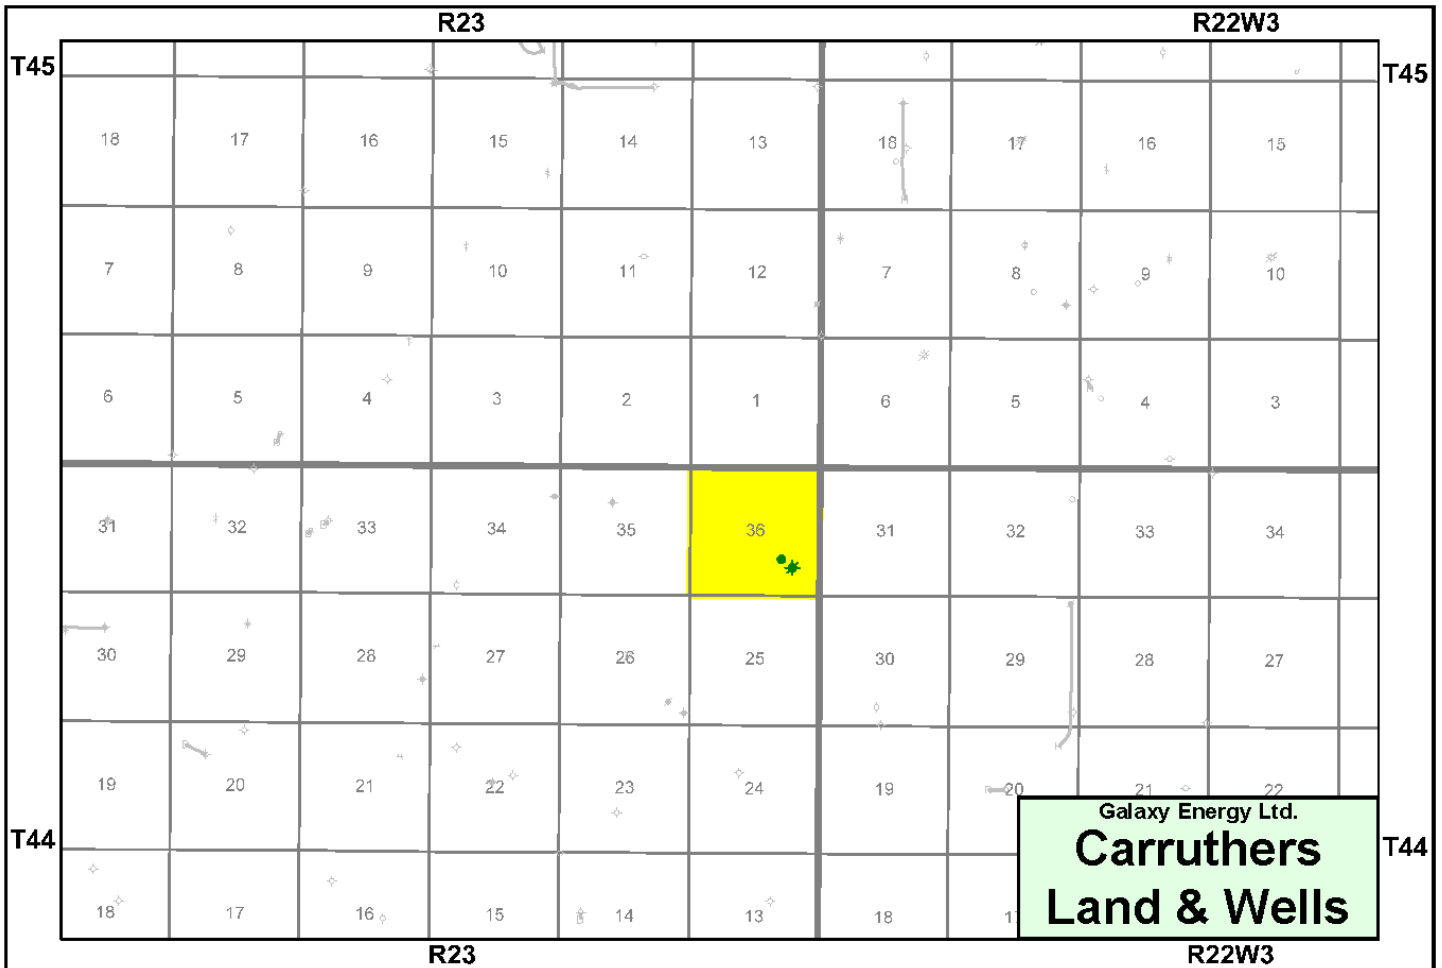 R23 R22W3
T45 T45
18 17 16 15 14 13 18 17 16 15
7 8 9 10 11 12 7 8 9 10
6 5 4 3 2 1 6 5 4 3
31 32 33 34 35 36 31 32 33 34
30 29 28 27 26 25 30 29 28 27
19 20 21 22 23 24 19 20 21 22
Galaxy Energy Ltd.
T44 Carruthers T44
Land & Wells
18 17 16 15 14 13 18
R23 R22W3